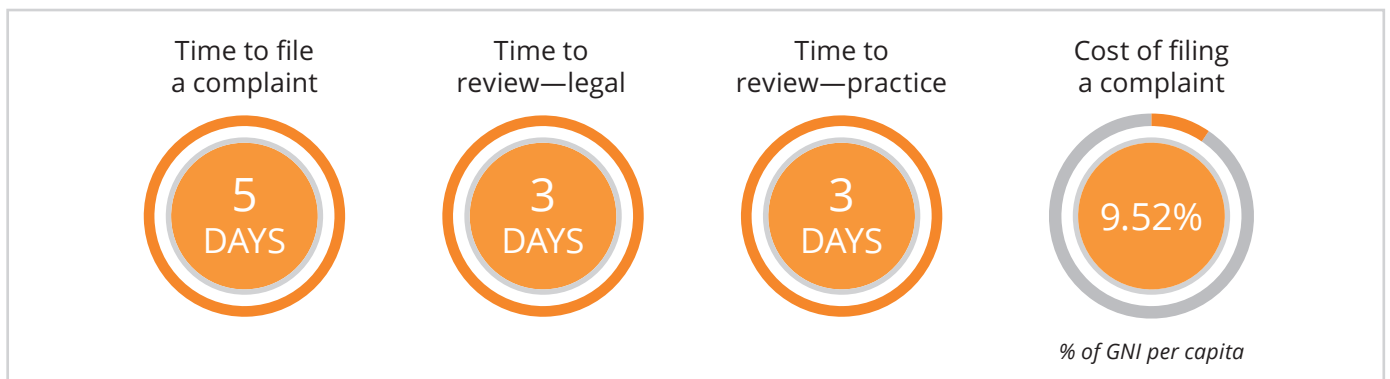 Time to file
a complaint
5
DAYS
Time to
review—legal
3
DAYS
Time to
review—practice
3
DAYS
Cost of filing
a complaint
9.52%
% of GNI per capita